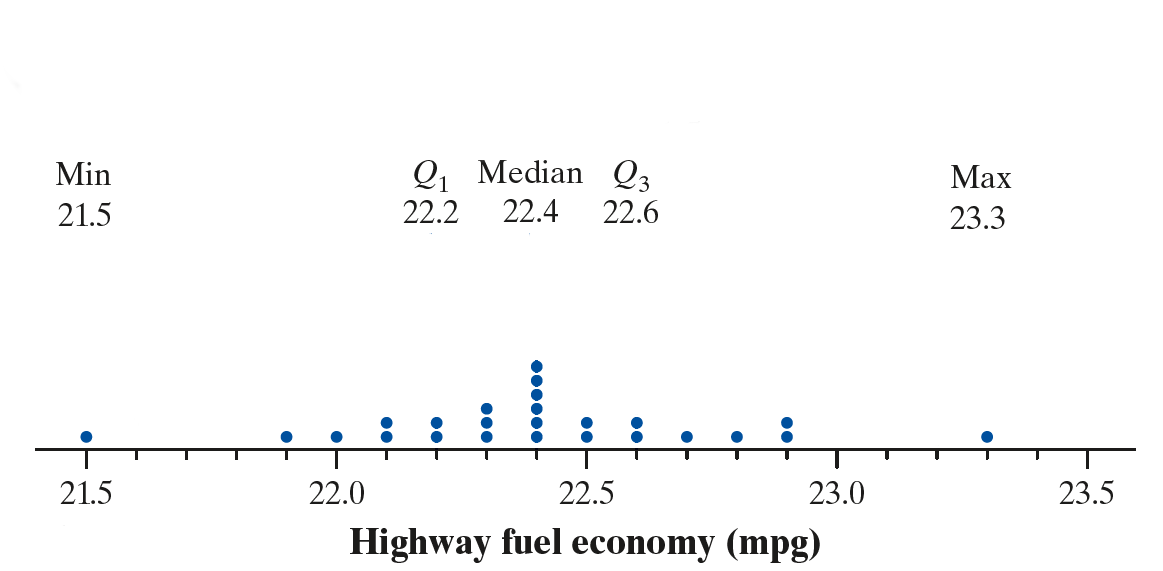 Min Q1 Median Q3 Max
21.5 22.2 22.4 22.6 23.3
21.5 22.0 22.5 23.0 23.5
Highway fuel economy (mpg)